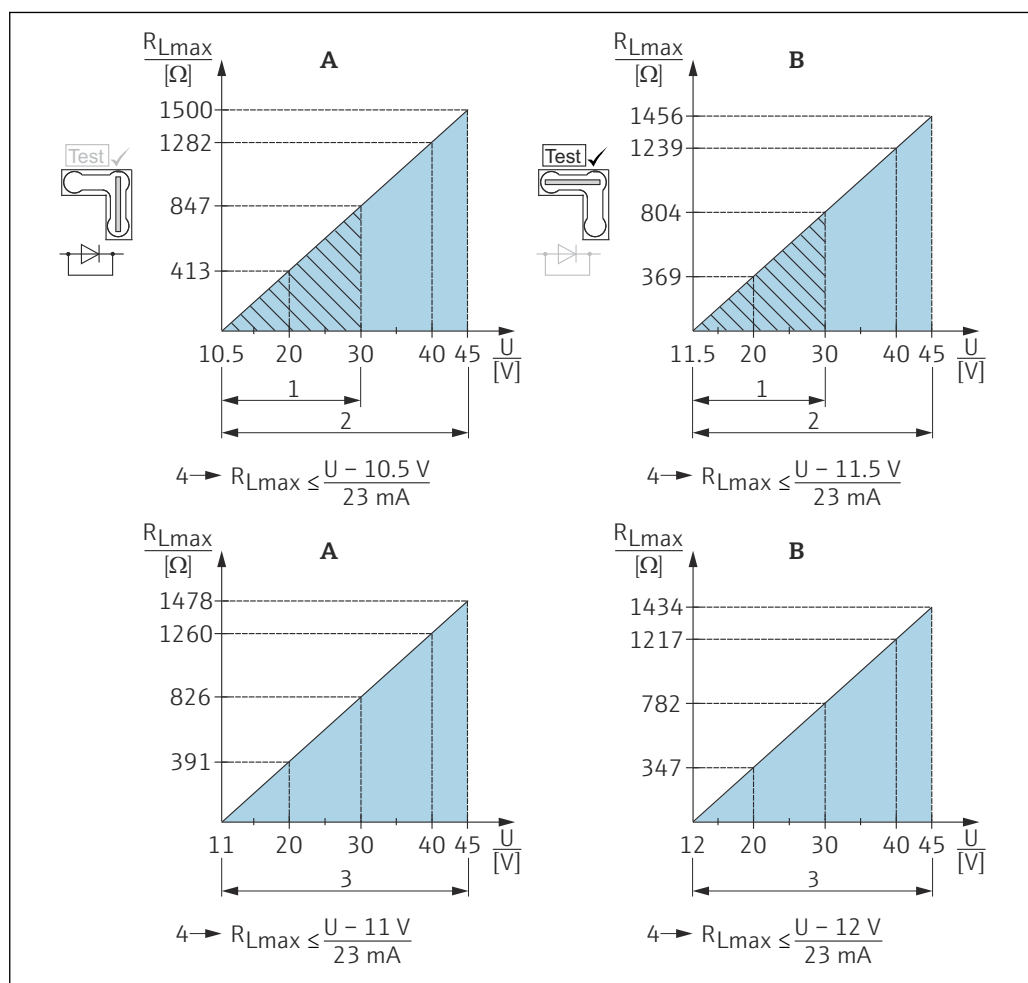 RLmax
[Ω]
A
1500
1282
847
413
10.5 20 30 40 45 U
[V]
Test
1
2
4 RLmax ≤ U – 10.5 V
23 mA
RLmax
[Ω]
B
1456
1239
804
369
11.5 20 30 40 45 U
[V]
Test
1
2
4 RLmax ≤ U – 11.5 V
23 mA
RLmax
[Ω]
A
1478
1260
826
391
11 20 30 40 45 U
[V]
3
4 RLmax ≤ U – 11 V
23 mA
RLmax
[Ω]
B
1434
1217
782
347
12 20 30 40 45 U
[V]
3
4 RLmax ≤ U – 12 V
23 mA